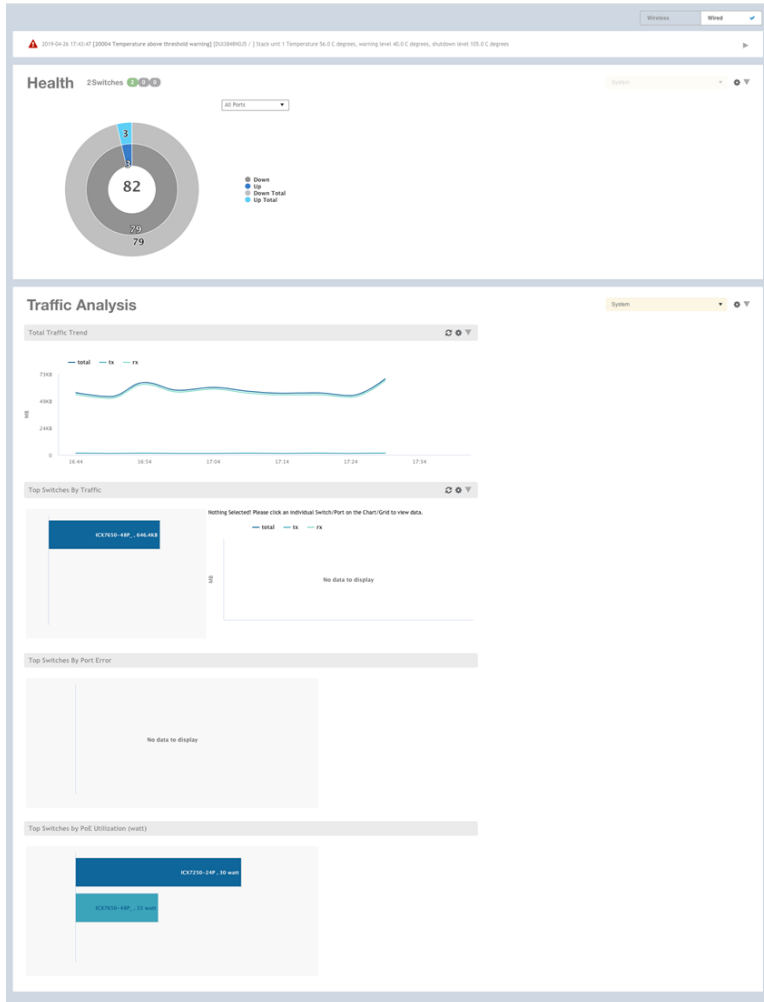 Wireless Wired
2019-04-26 17:43:47 [20004 Temperature above threshold warning] Stack unit 1 Temperature 56.0 C degrees, warning level 40.0 C degrees, shutdown level 105.0 C degrees
Health 2 Switches 2 0 0 System
All Ports
3
3
82
79
79
Down
Up
Down Total
Up Total
Traffic Analysis System
Total Traffic Trend
total tx rx
73KB
49KB
24KB
0
MB
16:44 16:54 17:04 17:14 17:24 17:34
Top Switches By Traffic
Nothing Selected! Please click an individual Switch/Port on the Chart/Grid to view data.
total tx rx
ICX7650-48P_ , 646.4KB
MB
No data to display
Top Switches By Port Error
No data to display
Top Switches by PoE Utilization (watt)
ICX7250-24P , 30 watt
ICX7650-48P_ , watt